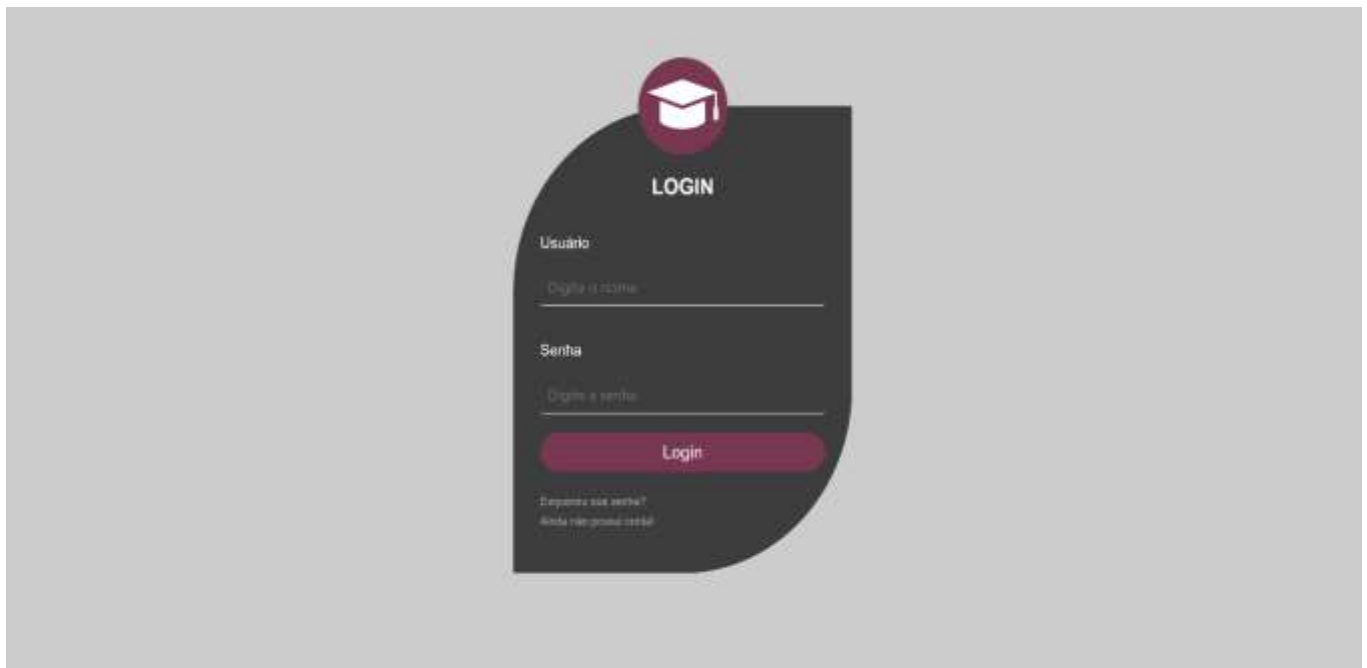 LOGIN
Usuário
Digite o nome
Senha
Digite a senha
Login
Esqueceu sua senha?
Ainda não possui conta?